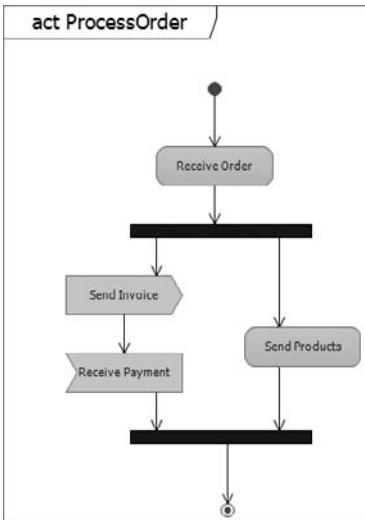 act ProcessOrder
Receive Order
Send Invoice
Send Products
Receive Payment